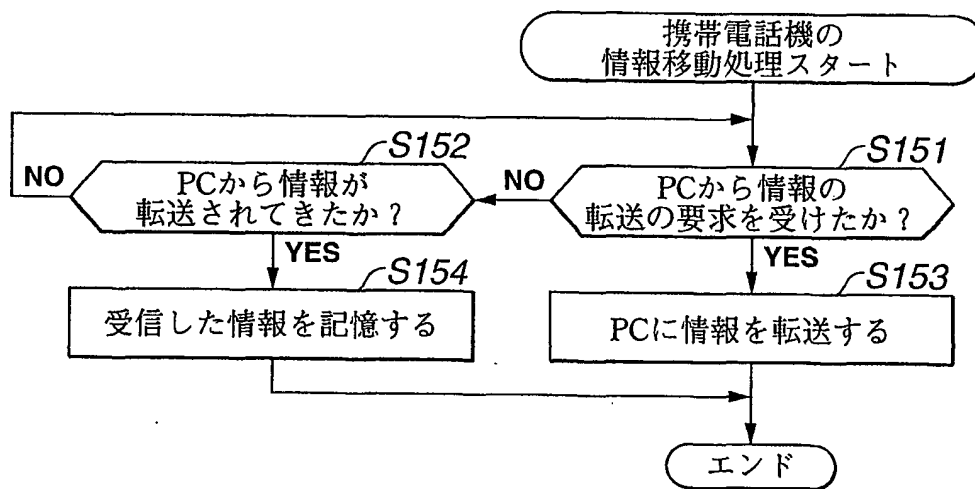 携帯電話機の
情報移動処理スタート
S152
S151
NO
PCから情報が
転送されてきたか？
NO
PCから情報の
転送の要求を受けたか？
YES
YES
S154
S153
受信した情報を記憶する
PCに情報を転送する
エンド